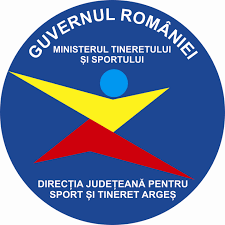 GUVERNUL ROMÂNIEI
MINISTERUL TINERETULUI
ȘI SPORTULUI
DIRECȚIA JUDEȚEANĂ PENTRU
SPORT ȘI TINERET ARGEȘ